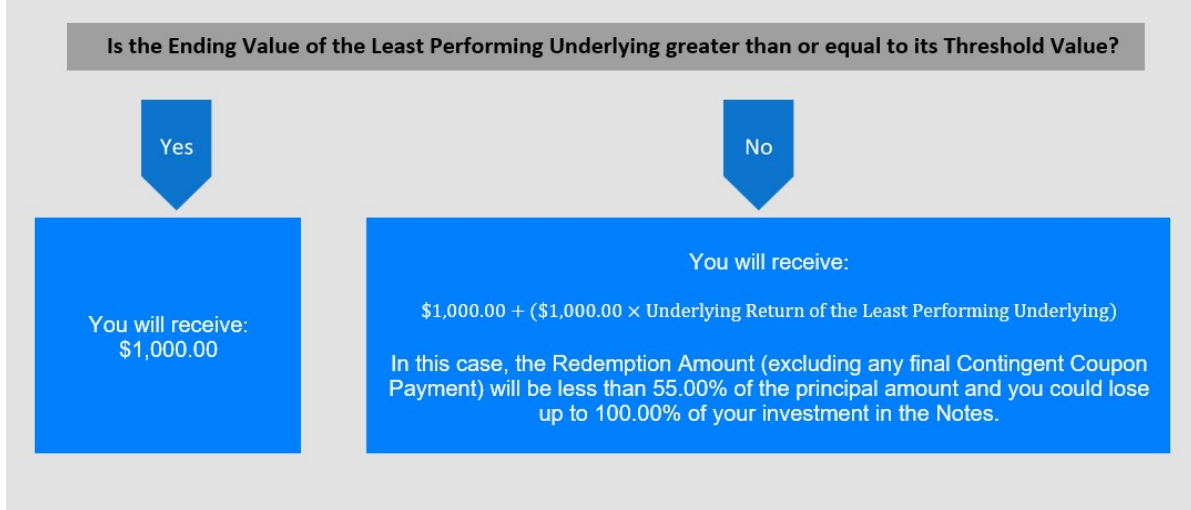 Is the Ending Value of the Least Performing Underlying greater than or equal to its Threshold Value?
Yes
No
You will receive:
$1,000.00
You will receive:
$1,000.00 + ($1,000.00 × Underlying Return of the Least Performing Underlying)
In this case, the Redemption Amount (excluding any final Contingent Coupon
Payment) will be less than 55.00% of the principal amount and you could lose
up to 100.00% of your investment in the Notes.